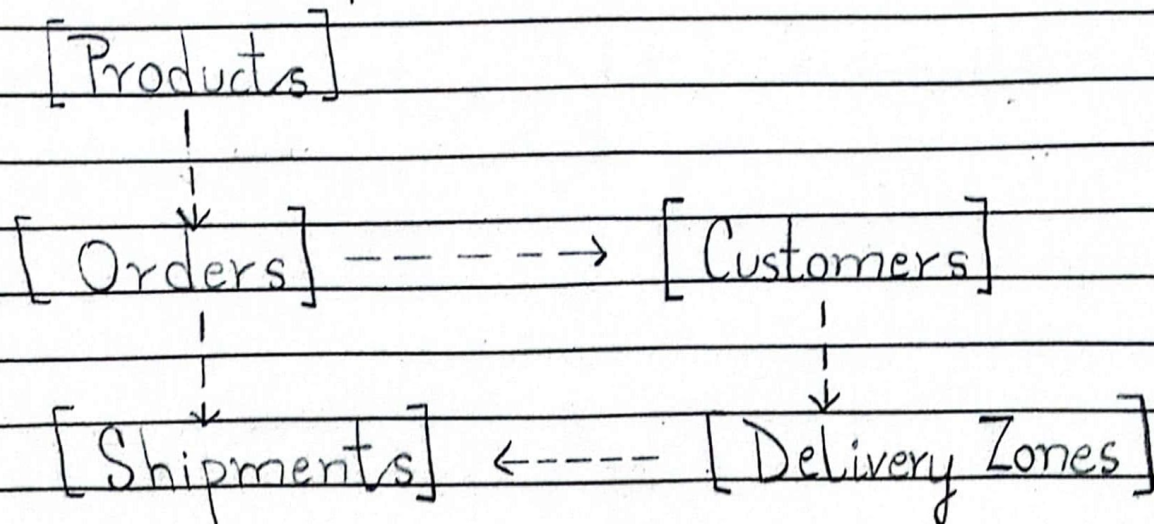 [Products]
[Orders] -----> [Customers]
[Shipments] <----- [Delivery Zones]